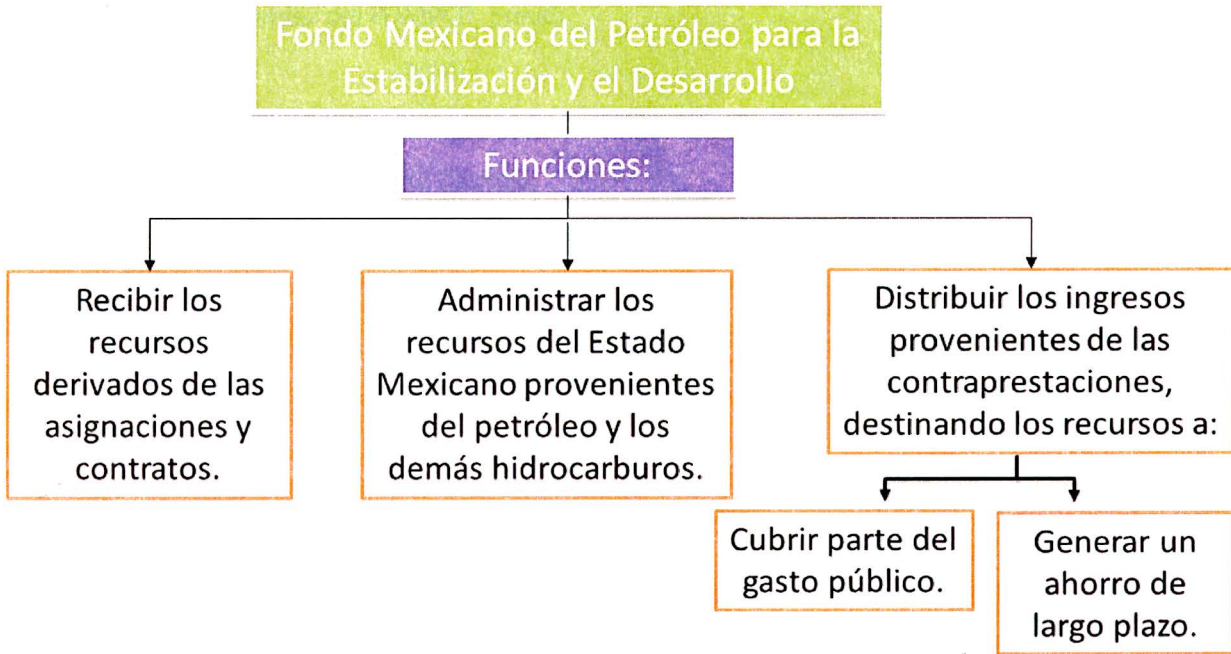 Fondo Mexicano del Petróleo para la
Estabilización y el Desarrollo
Funciones:
Recibir los
recursos
derivados de las
asignaciones y
contratos.
Administrar los
recursos del Estado
Mexicano provenientes
del petróleo y los
demás hidrocarburos.
Distribuir los ingresos
provenientes de las
contraprestaciones,
destinando los recursos a:
Cubrir parte del
gasto público.
Generar un
ahorro de
largo plazo.